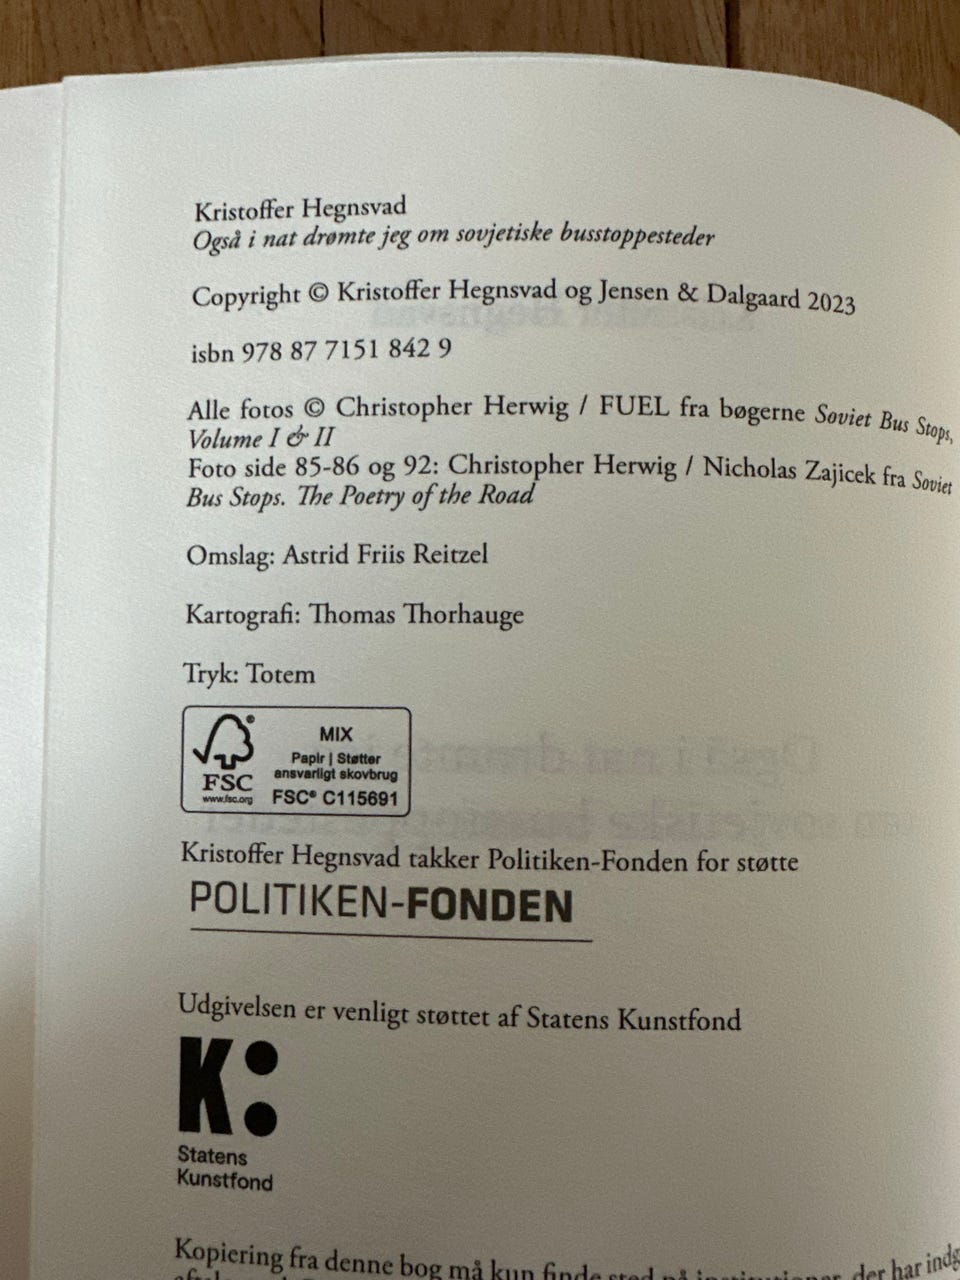 Kristoffer Hegnsvad
Også i nat drømte jeg om sovjetiske busstoppesteder
Copyright © Kristoffer Hegnsvad og Jensen & Dalgaard 2023
isbn 978 87 7151 842 9
Alle fotos © Christopher Herwig / FUEL fra bøgerne Soviet Bus Stops,
Volume I & II
Foto side 85-86 og 92: Christopher Herwig / Nicholas Zajicek fra Soviet
Bus Stops. The Poetry of the Road
Omslag: Astrid Friis Reitzel
Kartografi: Thomas Thorhauge
Tryk: Totem
MIX
Papir | Støtter
ansvarligt skovbrug
FSC® C115691
FSC
www.fsc.org
Kristoffer Hegnsvad takker Politiken-Fonden for støtte
POLITIKEN-FONDEN
Udgivelsen er venligt støttet af Statens Kunstfond
K:
Statens
Kunstfond
Kopiering fra denne bog må kun finde sted på institutioner, der har indg